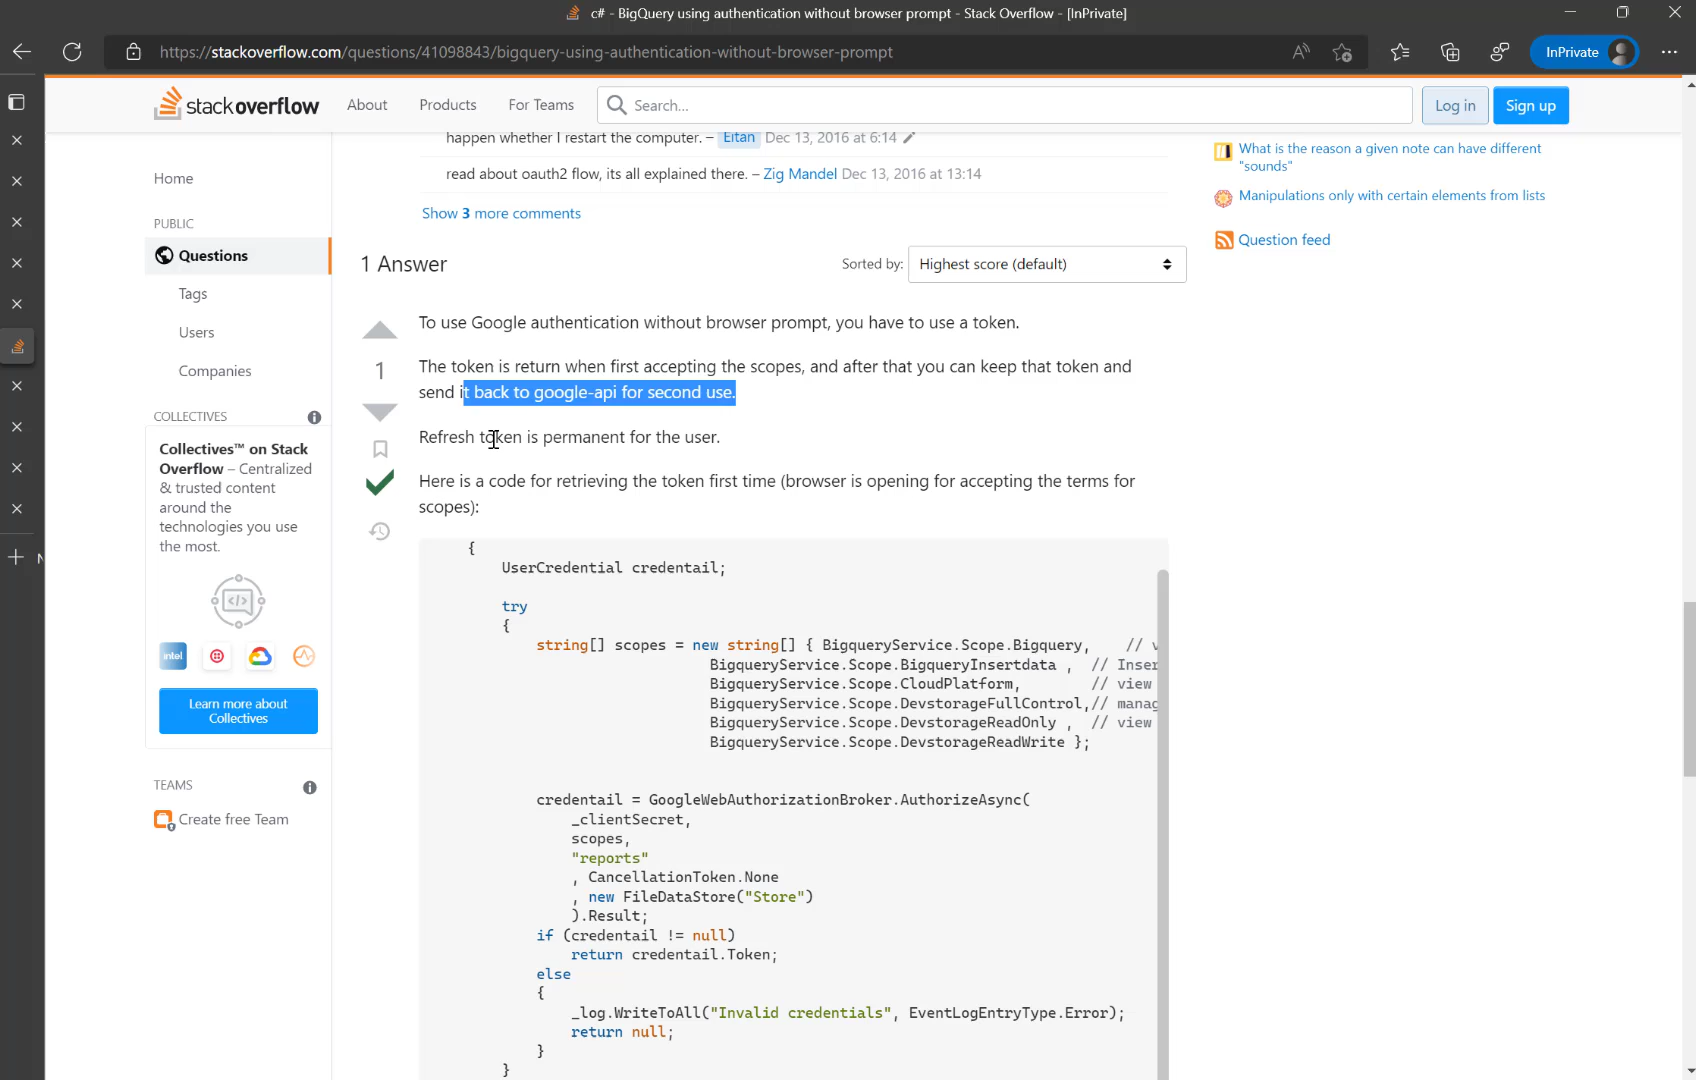 c# - BigQuery using authentication without browser prompt - Stack Overflow - [InPrivate]
https://stackoverflow.com/questions/41098843/bigquery-using-authentication-without-browser-prompt
InPrivate
stackoverflow
About
Products
For Teams
Search...
Log in
Sign up
Home
PUBLIC
Questions
Tags
Users
Companies
COLLECTIVES
Collectives™ on Stack
Overflow – Centralized
& trusted content
around the
technologies you use
the most.
intel
Learn more about
Collectives
TEAMS
Create free Team
happen whether I restart the computer. – Eitan Dec 13, 2016 at 6:14
read about oauth2 flow, its all explained there. – Zig Mandel Dec 13, 2016 at 13:14
Show 3 more comments
1 Answer
Sorted by:
Highest score (default)
1
To use Google authentication without browser prompt, you have to use a token.
The token is return when first accepting the scopes, and after that you can keep that token and
send it back to google-api for second use.
Refresh token is permanent for the user.
Here is a code for retrieving the token first time (browser is opening for accepting the terms for
scopes):
{
UserCredential credentail;
try
{
string[] scopes = new string[] { BigqueryService.Scope.Bigquery, // v
BigqueryService.Scope.BigqueryInsertdata , // Inser
BigqueryService.Scope.CloudPlatform, // view
BigqueryService.Scope.DevstorageFullControl,// manag
BigqueryService.Scope.DevstorageReadOnly , // view
BigqueryService.Scope.DevstorageReadWrite };
credentail = GoogleWebAuthorizationBroker.AuthorizeAsync(
_clientSecret,
scopes,
"reports"
, CancellationToken.None
, new FileDataStore("Store")
).Result;
if (credentail != null)
return credentail.Token;
else
{
_log.WriteToAll("Invalid credentials", EventLogEntryType.Error);
return null;
}
}
What is the reason a given note can have different
"sounds"
Manipulations only with certain elements from lists
Question feed